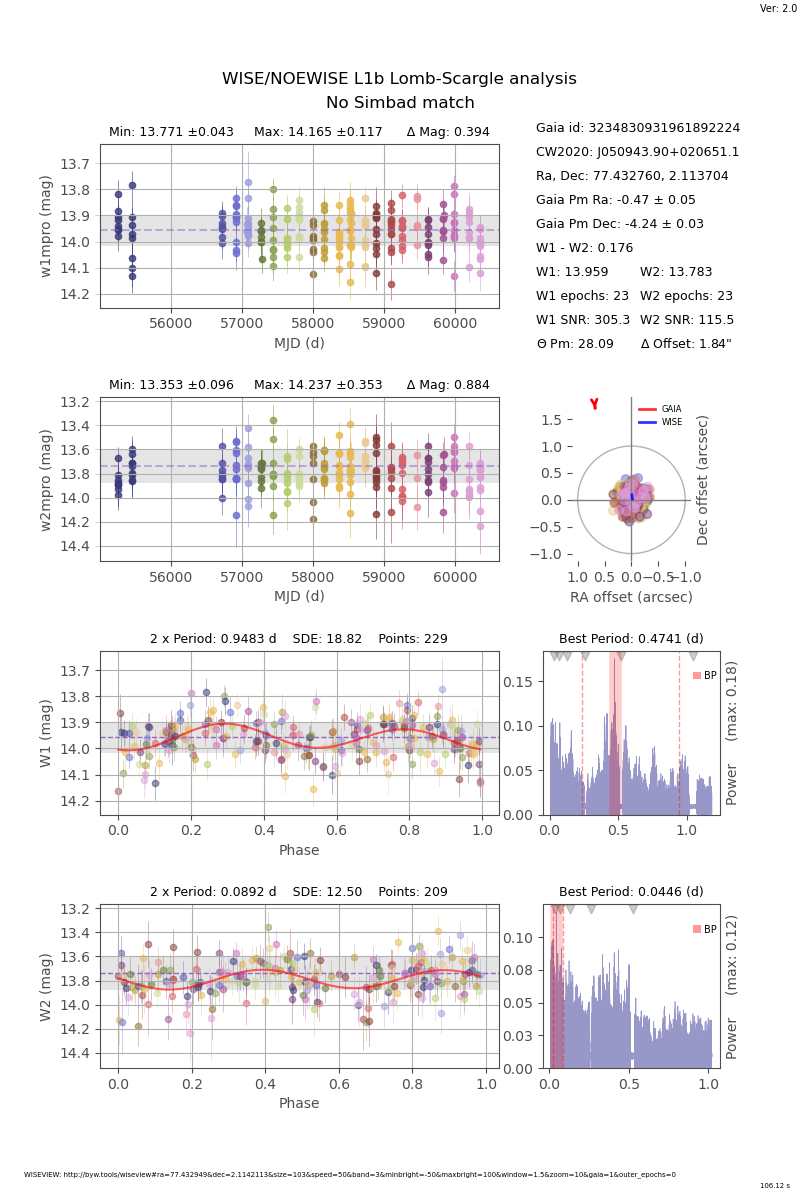 Ver: 2.0
WISE/NOEWISE L1b Lomb-Scargle analysis
No Simbad match
Min: 13.771 ±0.043 Max: 14.165 ±0.117 Δ Mag: 0.394
13.7
13.8
13.9
14.0
14.1
14.2
w1mpro (mag)
56000 57000 58000 59000 60000
MJD (d)
Gaia id: 3234830931961892224
CW2020: J050943.90+020651.1
Ra, Dec: 77.432760, 2.113704
Gaia Pm Ra: -0.47 ± 0.05
Gaia Pm Dec: -4.24 ± 0.03
W1 - W2: 0.176
W1: 13.959 W2: 13.783
W1 epochs: 23 W2 epochs: 23
W1 SNR: 305.3 W2 SNR: 115.5
Θ Pm: 28.09 Δ Offset: 1.84"
Min: 13.353 ±0.096 Max: 14.237 ±0.353 Δ Mag: 0.884
13.2
13.4
13.6
13.8
14.0
14.2
14.4
w2mpro (mag)
56000 57000 58000 59000 60000
MJD (d)
GAIA
WISE
1.5
1.0
0.5
0.0
−0.5
−1.0
Dec offset (arcsec)
1.0 0.5 0.0 −0.5 −1.0
RA offset (arcsec)
2 x Period: 0.9483 d SDE: 18.82 Points: 229
13.7
13.8
13.9
14.0
14.1
14.2
W1 (mag)
0.0 0.2 0.4 0.6 0.8 1.0
Phase
Best Period: 0.4741 (d)
BP
0.15
0.10
0.05
0.00
Power (max: 0.18)
0.0 0.5 1.0
2 x Period: 0.0892 d SDE: 12.50 Points: 209
13.2
13.4
13.6
13.8
14.0
14.2
14.4
W2 (mag)
0.0 0.2 0.4 0.6 0.8 1.0
Phase
Best Period: 0.0446 (d)
BP
0.10
0.08
0.05
0.03
0.00
Power (max: 0.12)
0.0 0.5 1.0
WISEVIEW: http://byw.tools/wiseview#ra=77.432949&dec=2.1142113&size=103&speed=50&band=3&minbright=-50&maxbright=100&window=1.5&zoom=10&gaia=1&outer_epochs=0
106.12 s